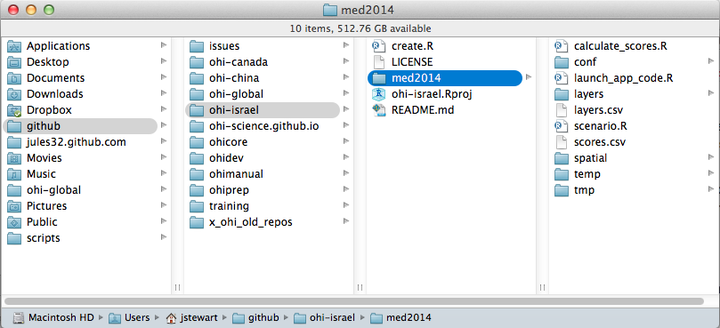 med2014
10 items, 512.76 GB available
Applications
Desktop
Documents
Downloads
Dropbox
github
jules32.github.com
Movies
Music
ohi-global
Pictures
Public
scripts
issues
ohi-canada
ohi-china
ohi-global
ohi-israel
ohi-science.github.io
ohicore
ohidev
ohimanual
ohiprep
training
x_ohi_old_repos
create.R
LICENSE
med2014
ohi-israel.Rproj
README.md
calculate_scores.R
conf
launch_app_code.R
layers
layers.csv
scenario.R
scores.csv
spatial
temp
tmp
Macintosh HD Users jstewart github ohi-israel med2014